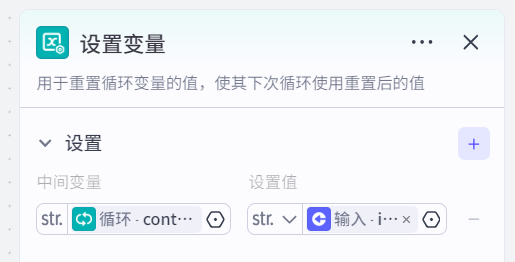 设置变量
用于重置循环变量的值，使其下次循环使用重置后的值
设置
中间变量 设置值
str. 循环 - cont··· str. 输入 - i···